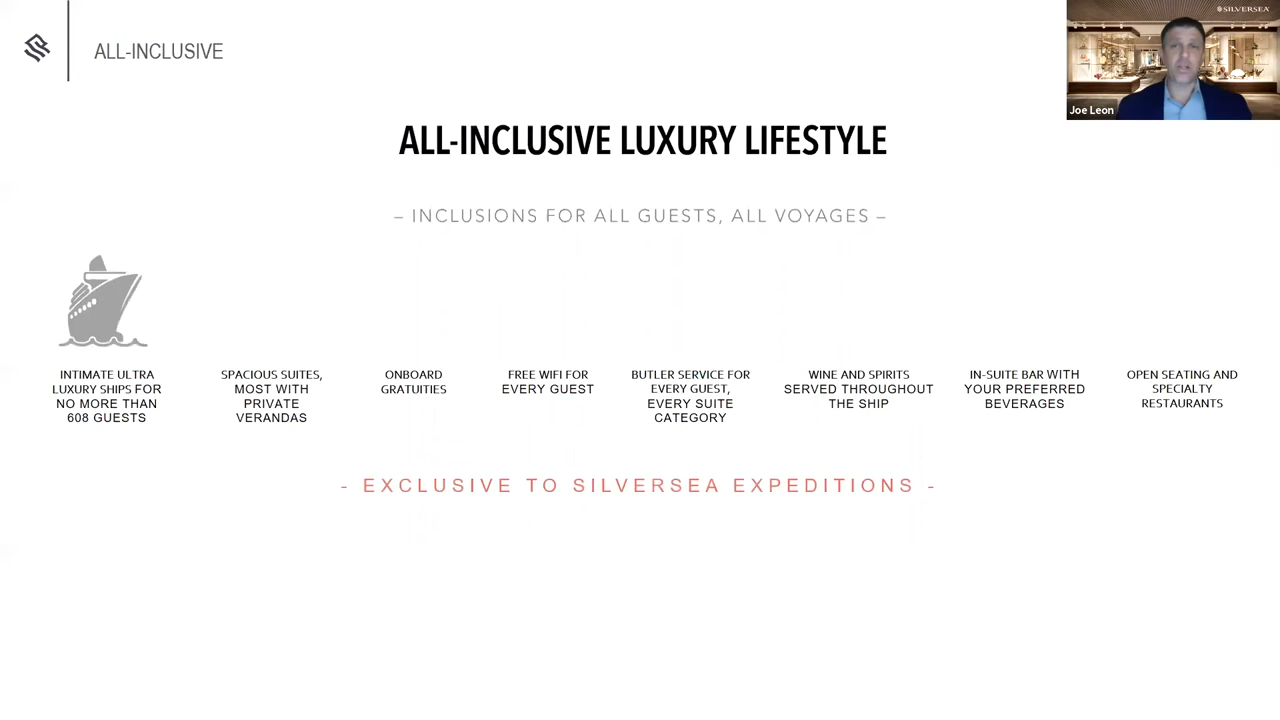 ALL-INCLUSIVE
SILVERSEA
Joe Leon
ALL-INCLUSIVE LUXURY LIFESTYLE
– INCLUSIONS FOR ALL GUESTS, ALL VOYAGES –
INTIMATE ULTRA
LUXURY SHIPS FOR
NO MORE THAN
608 GUESTS
SPACIOUS SUITES,
MOST WITH
PRIVATE
VERANDAS
ONBOARD
GRATUITIES
FREE WIFI FOR
EVERY GUEST
BUTLER SERVICE FOR
EVERY GUEST,
EVERY SUITE
CATEGORY
WINE AND SPIRITS
SERVED THROUGHOUT
THE SHIP
IN-SUITE BAR WITH
YOUR PREFERRED
BEVERAGES
OPEN SEATING AND
SPECIALTY
RESTAURANTS
- EXCLUSIVE TO SILVERSEA EXPEDITIONS -